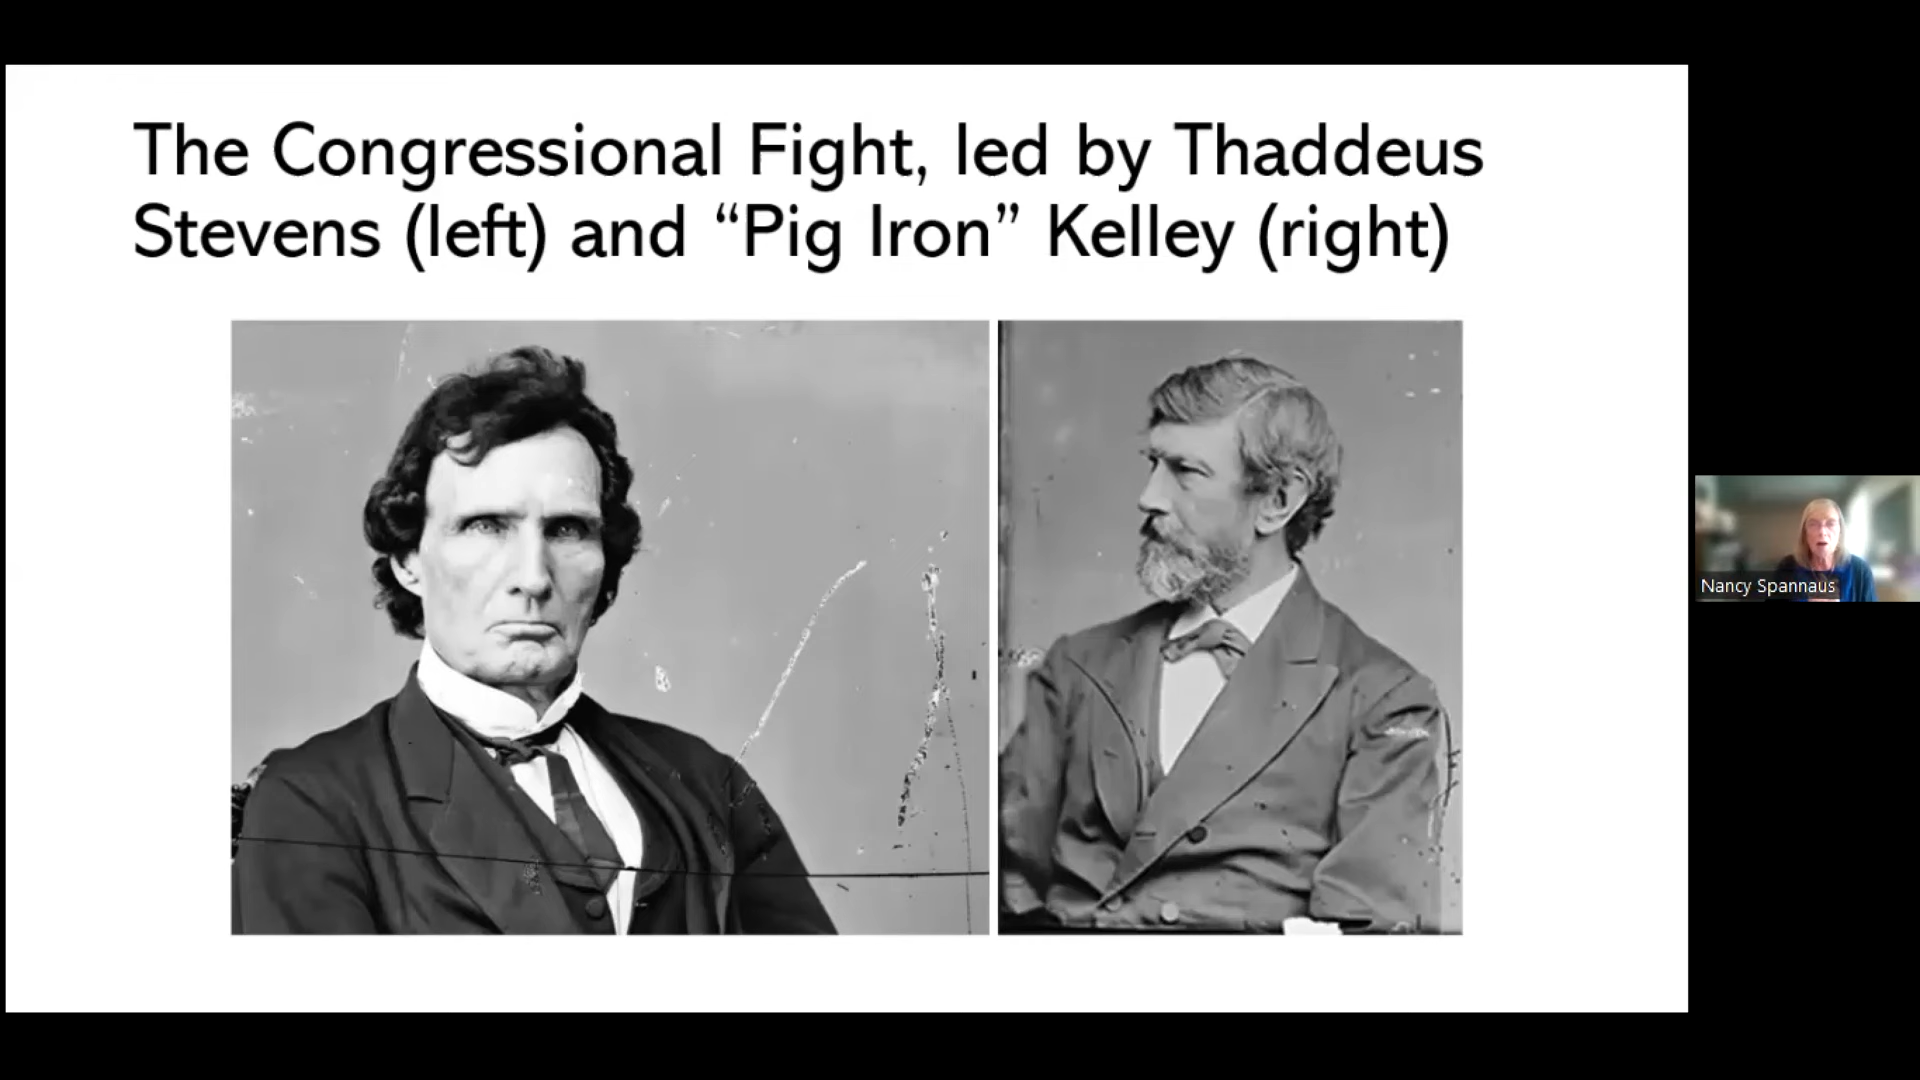 The Congressional Fight, led by Thaddeus
Stevens (left) and “Pig Iron” Kelley (right)
Nancy Spannaus